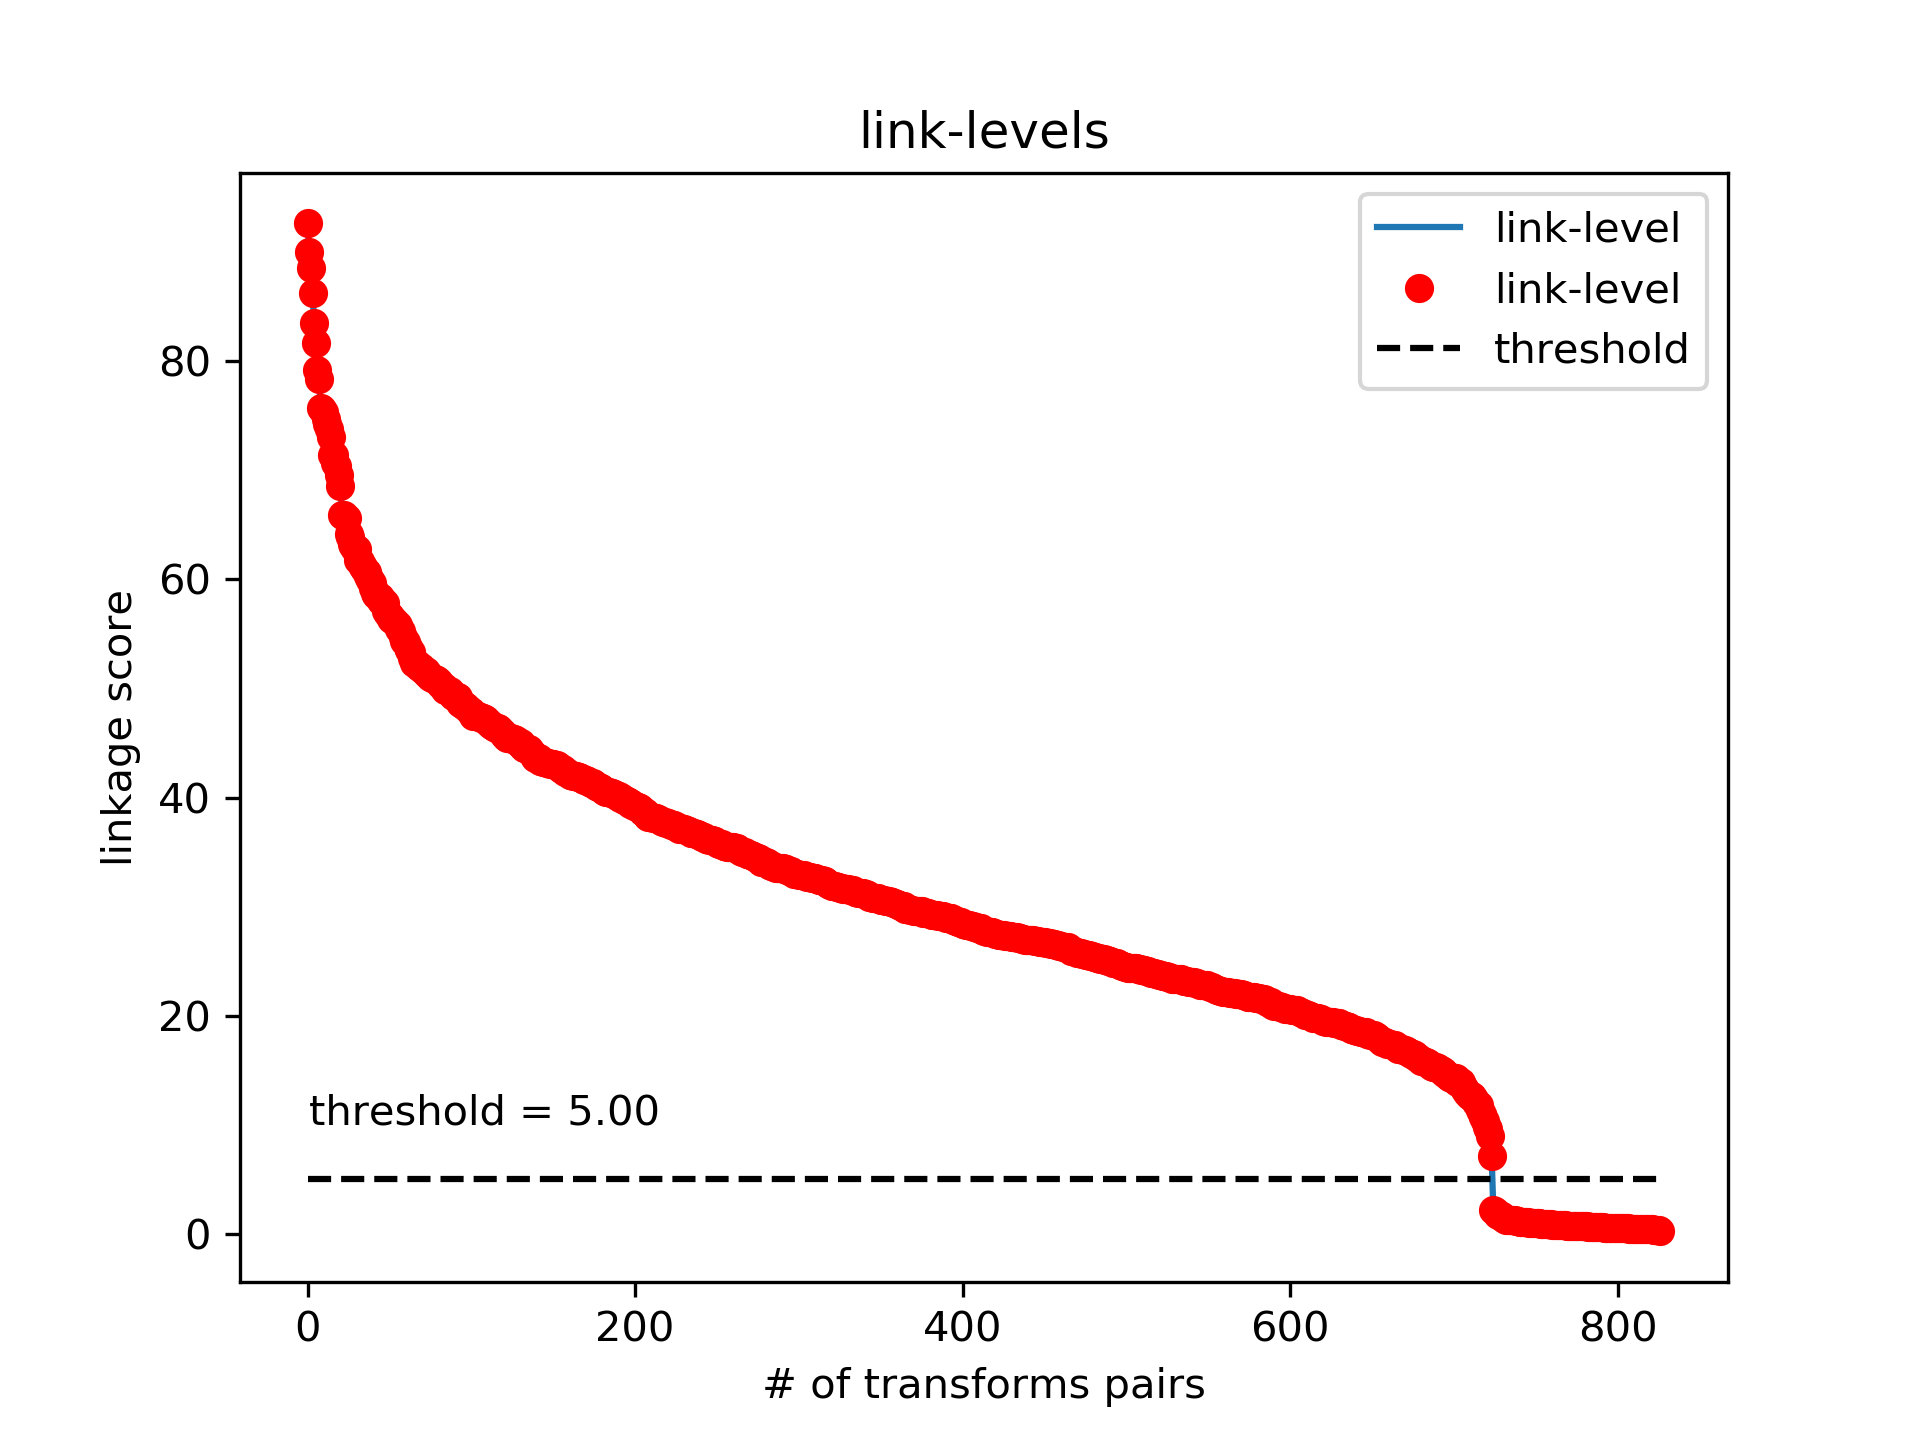 link-levels
link-level
link-level
threshold
80
60
40
20
0
linkage score
threshold = 5.00
0 200 400 600 800
# of transforms pairs